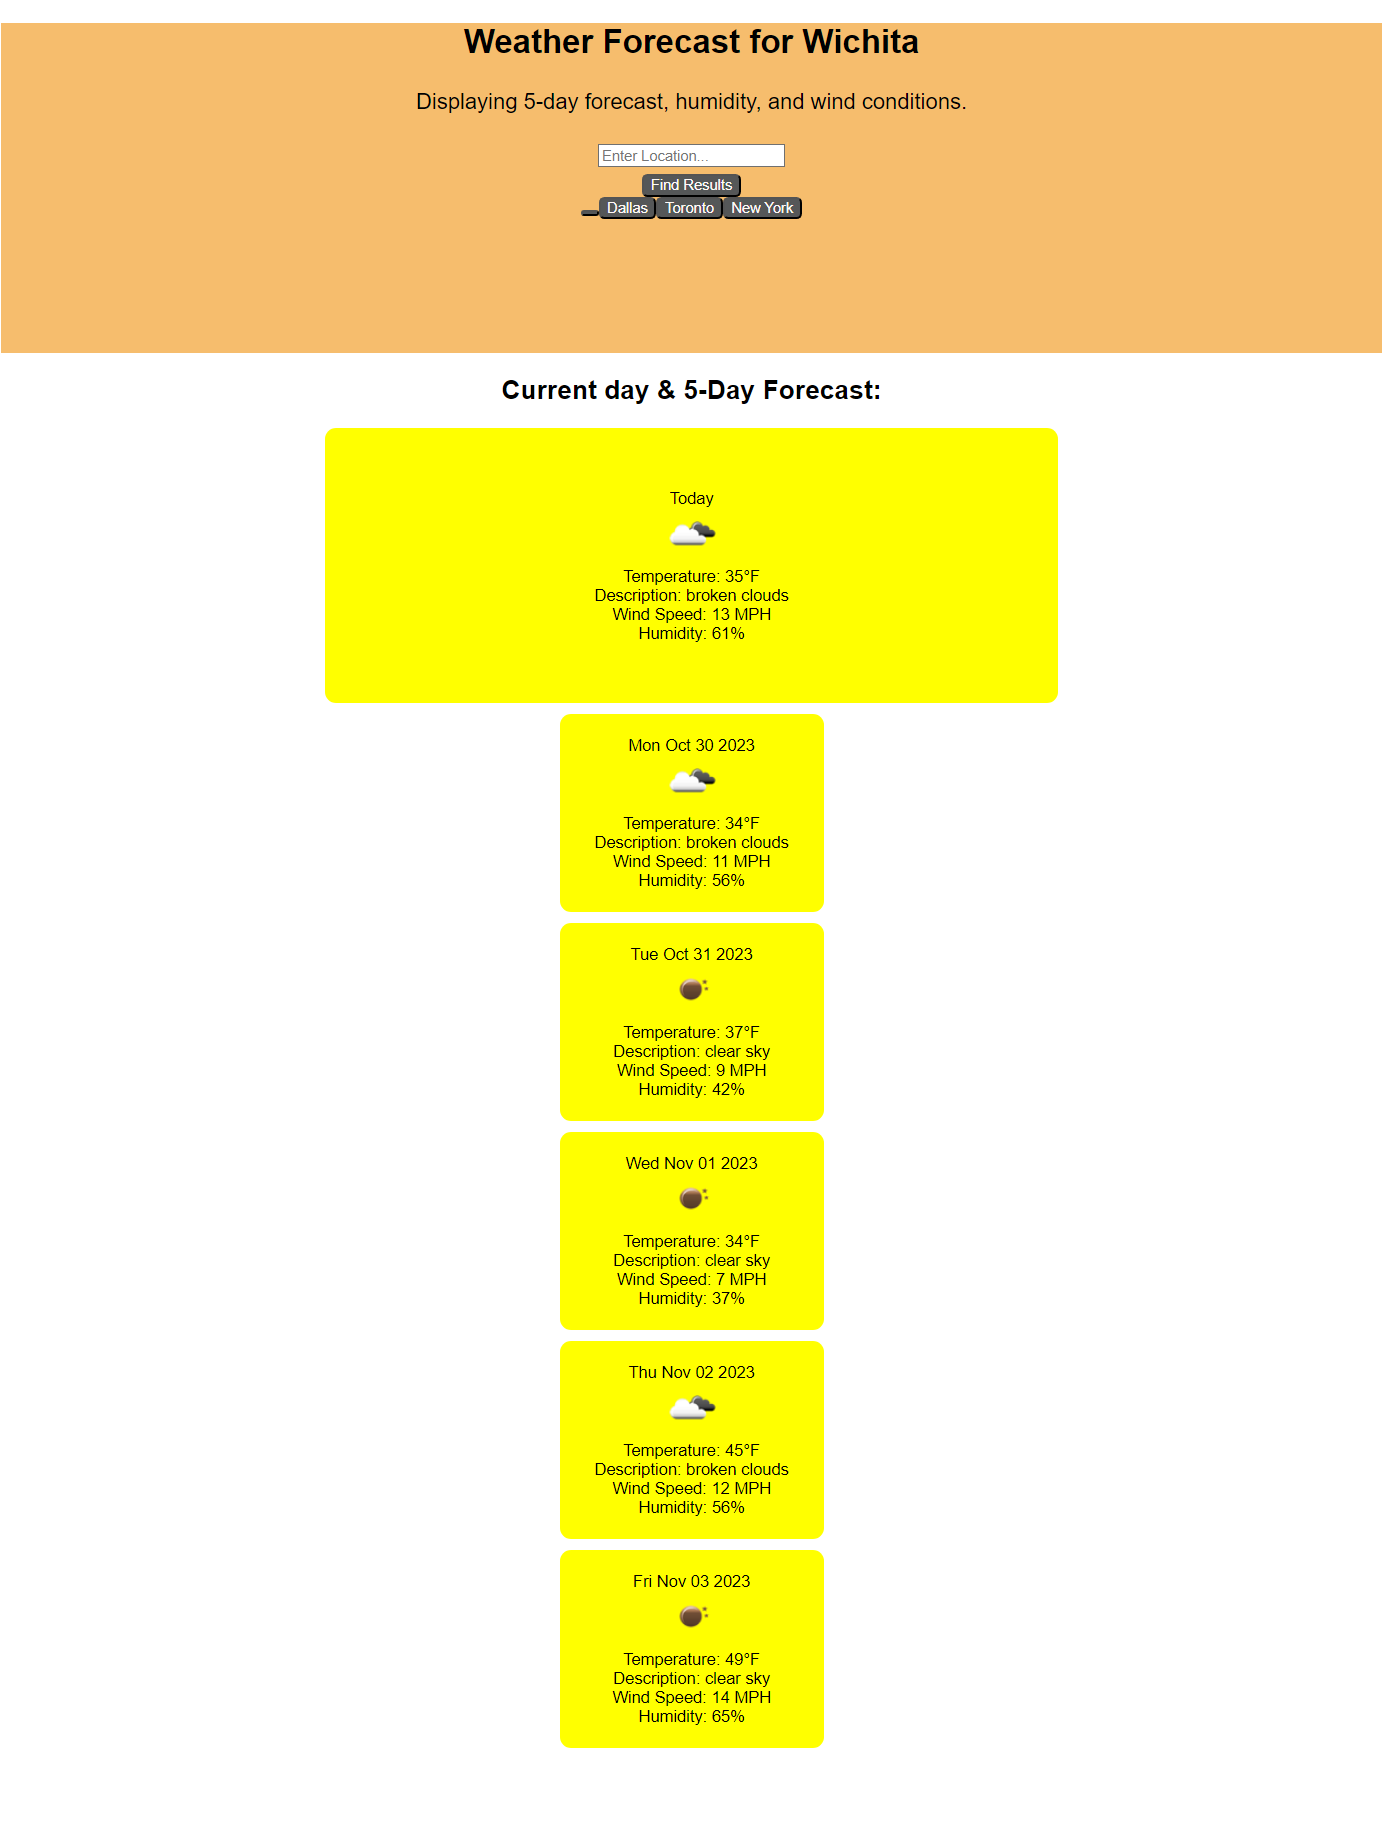 Weather Forecast for Wichita
Displaying 5-day forecast, humidity, and wind conditions.
Enter Location...
Find Results
Dallas Toronto New York
Current day & 5-Day Forecast:
Today
Temperature: 35°F
Description: broken clouds
Wind Speed: 13 MPH
Humidity: 61%
Mon Oct 30 2023
Temperature: 34°F
Description: broken clouds
Wind Speed: 11 MPH
Humidity: 56%
Tue Oct 31 2023
Temperature: 37°F
Description: clear sky
Wind Speed: 9 MPH
Humidity: 42%
Wed Nov 01 2023
Temperature: 34°F
Description: clear sky
Wind Speed: 7 MPH
Humidity: 37%
Thu Nov 02 2023
Temperature: 45°F
Description: broken clouds
Wind Speed: 12 MPH
Humidity: 56%
Fri Nov 03 2023
Temperature: 49°F
Description: clear sky
Wind Speed: 14 MPH
Humidity: 65%